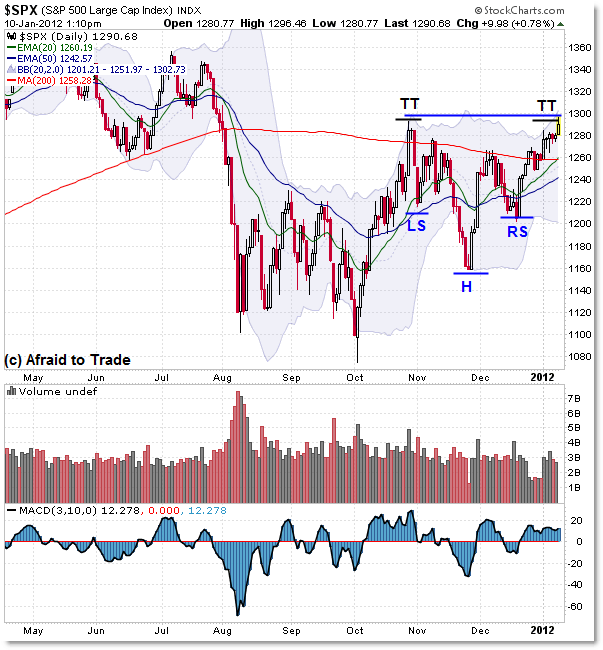 $SPX (S&P 500 Large Cap Index) INDX
© StockCharts.com
10-Jan-2012 1:10pm
Open 1280.77 High 1296.46 Low 1280.77 Last 1290.68 Chg +9.98 (+0.78%)
$SPX (Daily) 1290.68
EMA(20) 1260.19
EMA(50) 1242.57
BB(20,2.0) 1201.21 - 1251.97 - 1302.73
MA(200) 1258.28
1360
1340
1320
1300
1280
1260
1240
1220
1200
1180
1160
1140
1120
1100
1080
TT
TT
LS
RS
H
(c) Afraid to Trade
May Jun Jul Aug Sep Oct Nov Dec 2012
Volume undef
7B
6B
5B
4B
3B
2B
1B
MACD(3,10,0) 12.278, 0.000, 12.278
20
0
-20
-40
-60
May Jun Jul Aug Sep Oct Nov Dec 2012